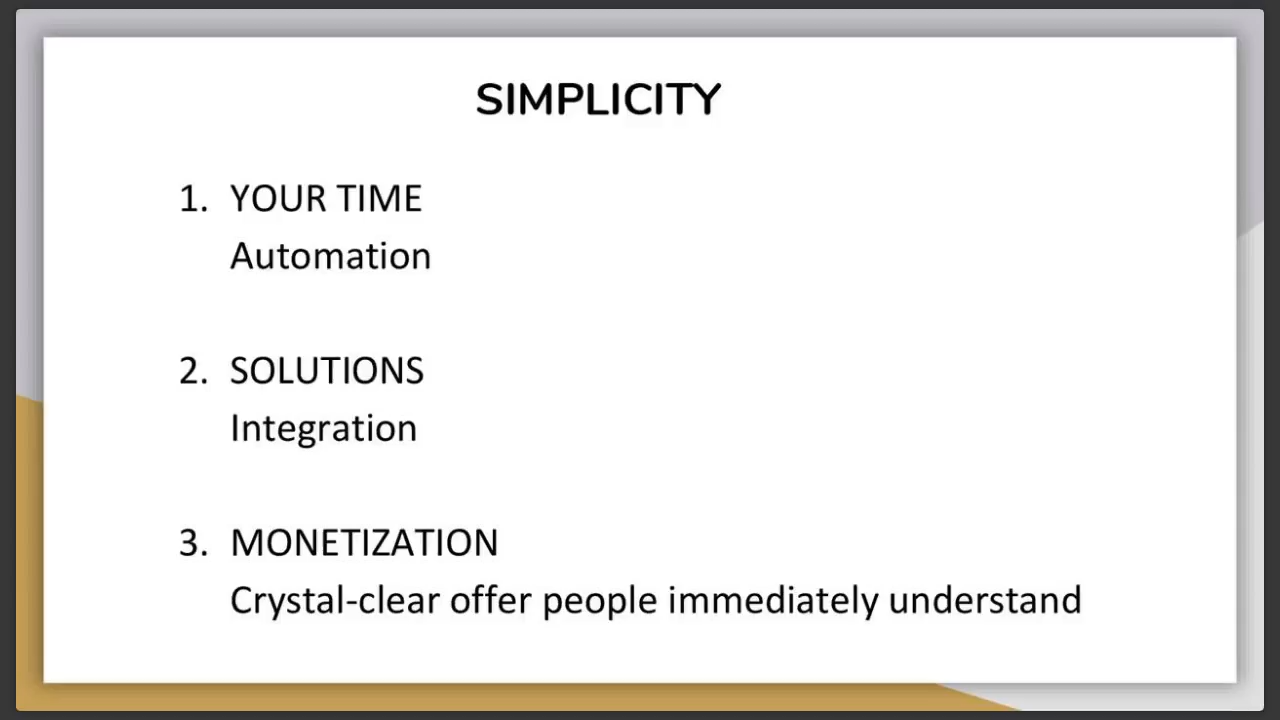 SIMPLICITY
1. YOUR TIME
Automation
2. SOLUTIONS
Integration
3. MONETIZATION
Crystal-clear offer people immediately understand